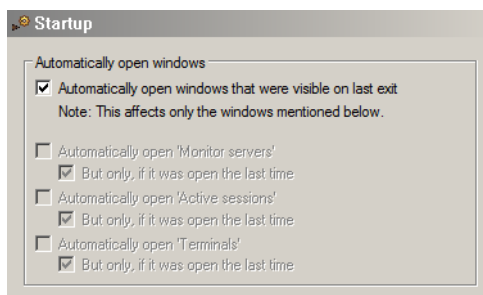 Startup
Automatically open windows
Automatically open windows that were visible on last exit
Note: This affects only the windows mentioned below.
Automatically open 'Monitor servers'
But only, if it was open the last time
Automatically open 'Active sessions'
But only, if it was open the last time
Automatically open 'Terminals'
But only, if it was open the last time